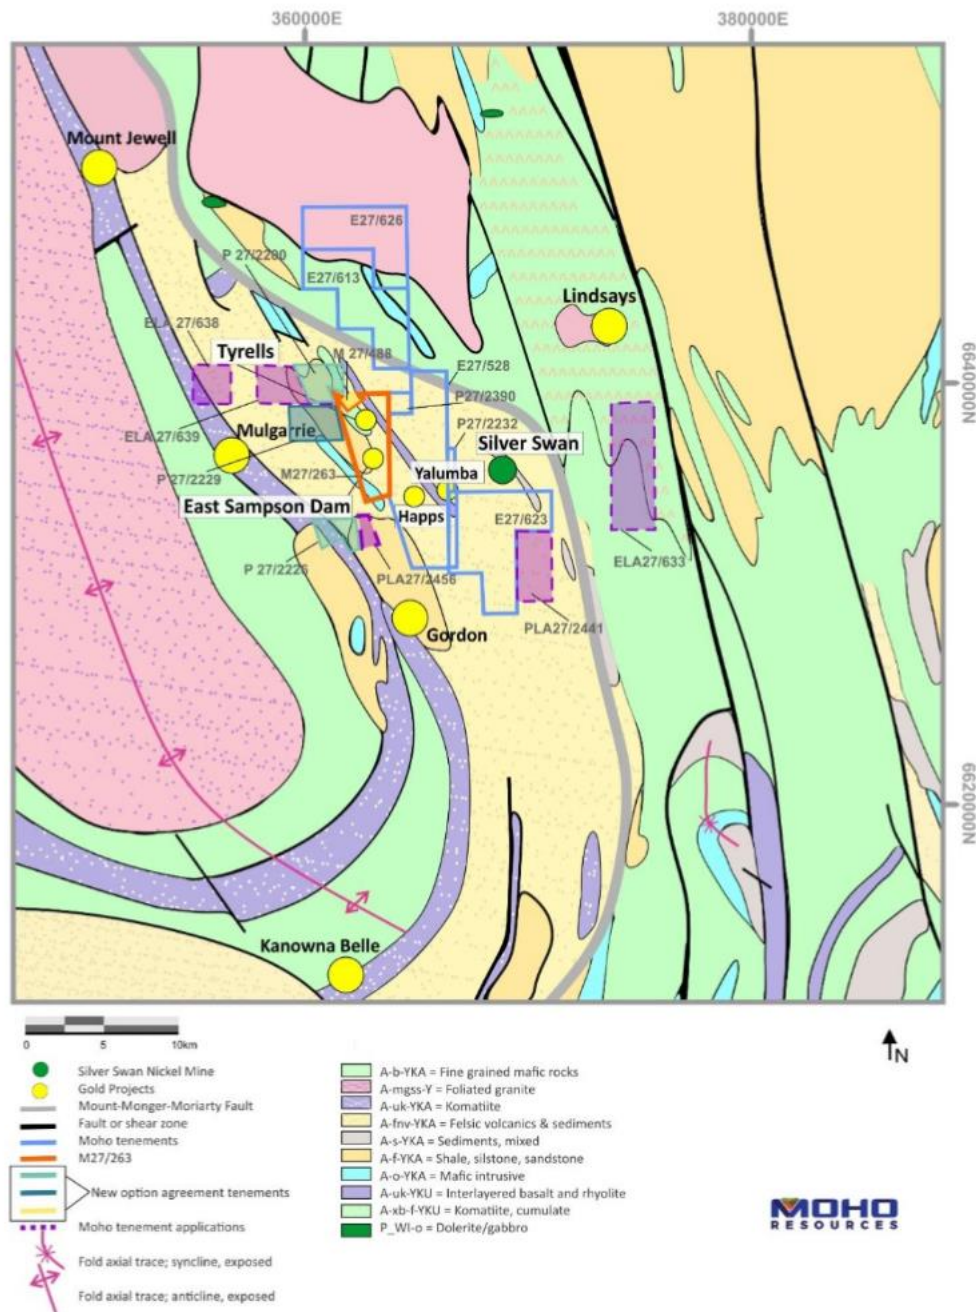 360000E
380000E
Mount Jewell
E27/626
P 27/2200
E27/613
Lindsays
ELA 27/638
Tyrells
M 27/488
E27/528
6640000N
P27/2390
ELA 27/639
Mulgarrie
P27/2232
Silver Swan
P 27/2229
M27/263
Yalumba
East Sampson Dam
Happs
E27/623
P 27/2226
PLA27/2456
ELA27/633
PLA27/2441
Gordon
6620000N
Kanowna Belle
0 5 10km
N
Silver Swan Nickel Mine
Gold Projects
Mount-Monger-Moriarty Fault
Fault or shear zone
Moho tenements
M27/263
New option agreement tenements
Moho tenement applications
Fold axial trace; syncline, exposed
Fold axial trace; anticline, exposed
A-b-YKA = Fine grained mafic rocks
A-mgss-Y = Foliated granite
A-uk-YKA = Komatiite
A-fnv-YKA = Felsic volcanics & sediments
A-s-YKA = Sediments, mixed
A-f-YKA = Shale, silstone, sandstone
A-o-YKA = Mafic intrusive
A-uk-YKU = Interlayered basalt and rhyolite
A-xb-f-YKU = Komatiite, cumulate
P_WI-o = Dolerite/gabbro
MOHO
RESOURCES